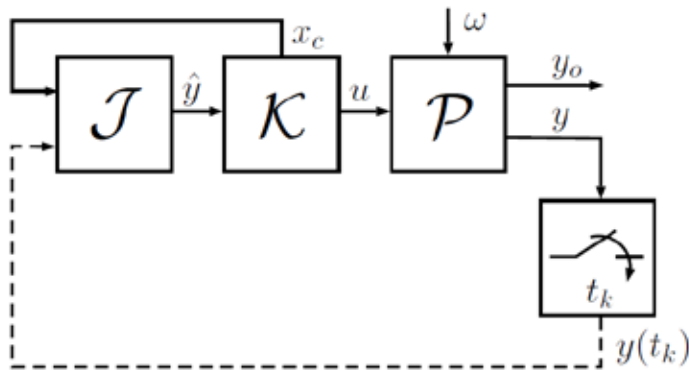 x_c
ω
𝒥
ŷ
𝒦
u
𝒫
y_o
y
t_k
y(t_k)